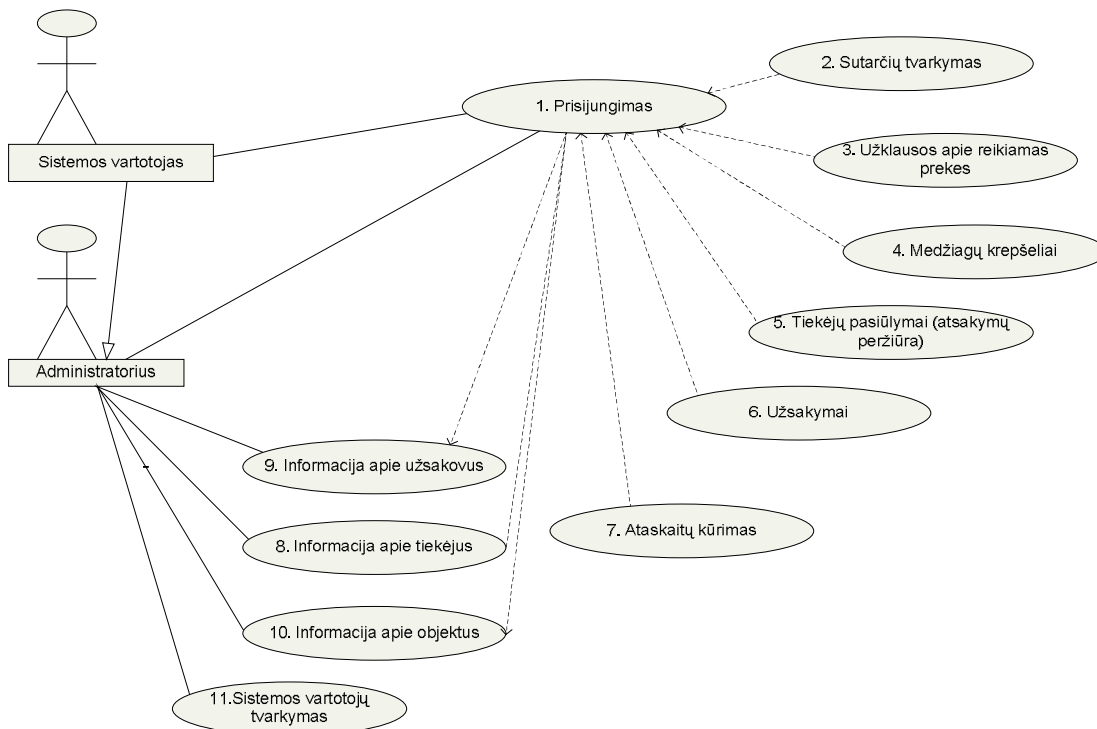 2. Sutarčių tvarkymas
1. Prisijungimas
Sistemos vartotojas
3. Užklausos apie reikiamas
prekes
4. Medžiagų krepšeliai
5. Tiekėjų pasiūlymai (atsakymų
peržiūra)
Administratorius
6. Užsakymai
9. Informacija apie užsakovus
7. Ataskaitų kūrimas
8. Informacija apie tiekėjus
10. Informacija apie objektus
11.Sistemos vartotojų
tvarkymas